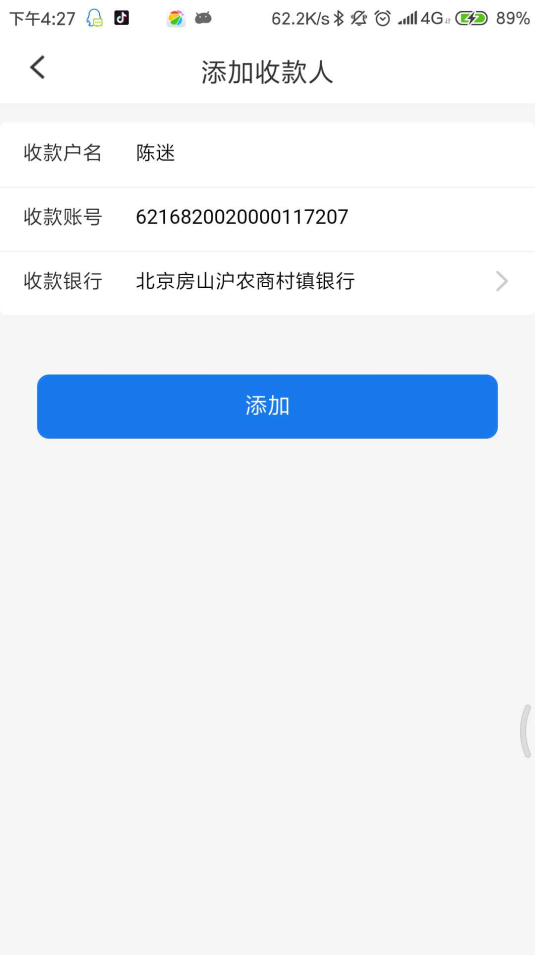 下午4:27 62.2K/s 4G 89%
添加收款人
收款户名 陈迷
收款账号 6216820020000117207
收款银行 北京房山沪农商村镇银行
添加